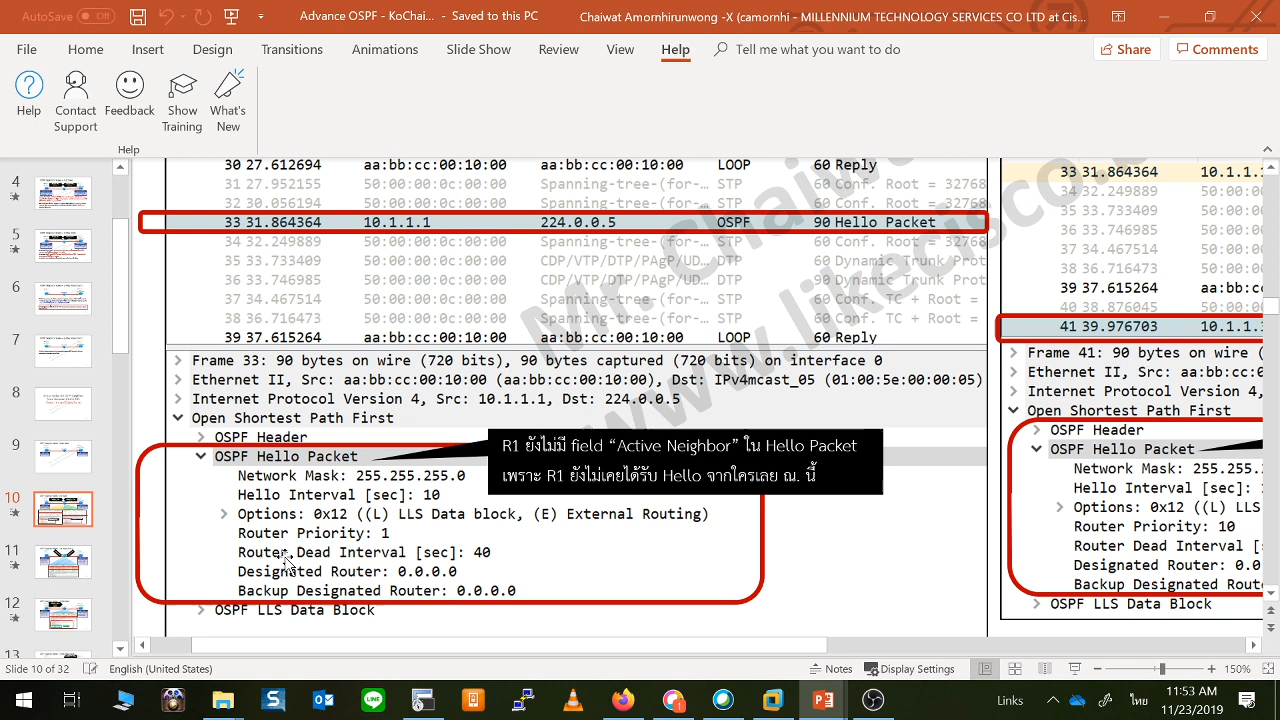 AutoSave Off
Advance OSPF - KoChai... - Saved to this PC
Chaiwat Amornhirunwong -X (camornhi - MILLENNIUM TECHNOLOGY SERVICES CO LTD at Cis...
File Home Insert Design Transitions Animations Slide Show Review View Help Tell me what you want to do
Share Comments
Help
Contact Support
Feedback
Show Training
What's New
Help
4
5
6
7
8
9
10
11
12
13
30 27.612694 aa:bb:cc:00:10:00 aa:bb:cc:00:10:00 LOOP 60 Reply
31 27.952155 50:00:00:0c:00:00 Spanning-tree-(for-… STP 60 Conf. Root = 32768
32 30.056194 50:00:00:0c:00:00 Spanning-tree-(for-… STP 60 Conf. Root = 32768
33 31.864364 10.1.1.1 224.0.0.5 OSPF 90 Hello Packet
34 32.249889 50:00:00:0c:00:00 Spanning-tree-(for-… STP 60 Conf. Root = 32768
35 33.733409 50:00:00:0c:00:00 CDP/VTP/DTP/PAgP/UD… DTP 60 Dynamic Trunk Prot
36 33.746985 50:00:00:0c:00:00 CDP/VTP/DTP/PAgP/UD… DTP 90 Dynamic Trunk Prot
37 34.467514 50:00:00:0c:00:00 Spanning-tree-(for-… STP 60 Conf. TC + Root =
38 36.716473 50:00:00:0c:00:00 Spanning-tree-(for-… STP 60 Conf. TC + Root =
39 37.615264 aa:bb:cc:00:10:00 aa:bb:cc:00:10:00 LOOP 60 Reply
Frame 33: 90 bytes on wire (720 bits), 90 bytes captured (720 bits) on interface 0
Ethernet II, Src: aa:bb:cc:00:10:00 (aa:bb:cc:00:10:00), Dst: IPv4mcast_05 (01:00:5e:00:00:05)
Internet Protocol Version 4, Src: 10.1.1.1, Dst: 224.0.0.5
Open Shortest Path First
OSPF Header
OSPF Hello Packet
Network Mask: 255.255.255.0
Hello Interval [sec]: 10
Options: 0x12 ((L) LLS Data block, (E) External Routing)
Router Priority: 1
Router Dead Interval [sec]: 40
Designated Router: 0.0.0.0
Backup Designated Router: 0.0.0.0
OSPF LLS Data Block
R1 ยังไม่มี field “Active Neighbor” ใน Hello Packet
เพราะ R1 ยังไม่เคยได้รับ Hello จากใครเลย ณ. นี้
33 31.864364 10.1.1.
34 32.249889 50:00:
35 33.733409 50:00:
36 33.746985 50:00:
37 34.467514 50:00:
38 36.716473 50:00:
39 37.615264 aa:bb:
40 38.876045 50:00:
41 39.976703 10.1.1.
Frame 41: 90 bytes on wire (
Ethernet II, Src: aa:bb:cc:0
Internet Protocol Version 4,
Open Shortest Path First
OSPF Header
OSPF Hello Packet
Network Mask: 255.255.2
Hello Interval [sec]:
Options: 0x12 ((L) LLS
Router Priority: 10
Router Dead Interval [
Designated Router: 0.0
Backup Designated Rout
OSPF LLS Data Block
Mr. Chaiwat
www.likecisco.
Slide 10 of 32 English (United States)
Notes Display Settings 150%
Links ไทย
11:53 AM
11/23/2019